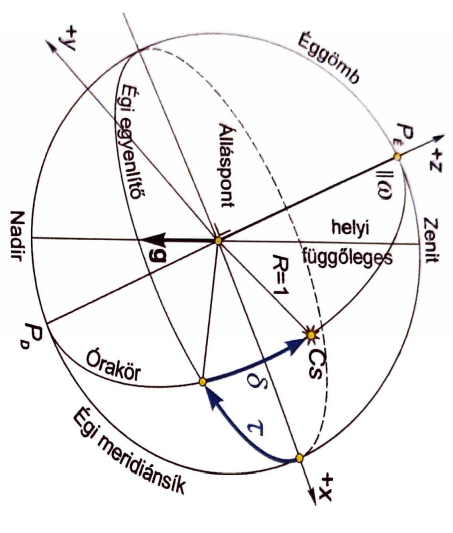 Éggömb
+y
P_É
+z
||ω
Égi egyenlítő
Álláspont
helyi
függőleges
Zenit
Nadir
g
R=1
Cs
P_D
Órakör
δ
τ
Égi meridiánsík
+x